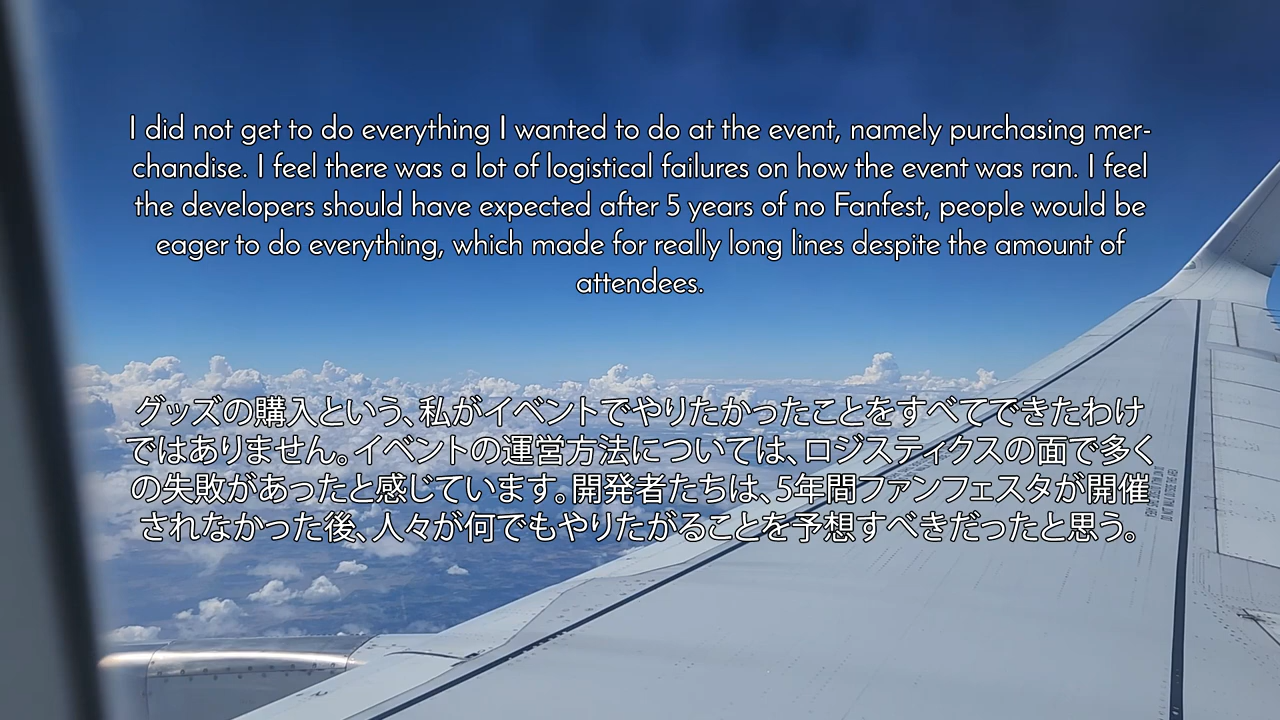 I did not get to do everything I wanted to do at the event, namely purchasing mer-
chandise. I feel there was a lot of logistical failures on how the event was ran. I feel
the developers should have expected after 5 years of no Fanfest, people would be
eager to do everything, which made for really long lines despite the amount of
attendees.
グッズの購入という、私がイベントでやりたかったことをすべてできたわけ
ではありません。イベントの運営方法については、ロジスティクスの面で多く
の失敗があったと感じています。開発者たちは、5年間ファンフェスタが開催
されなかった後、人々が何でもやりたがることを予想すべきだったと思う。